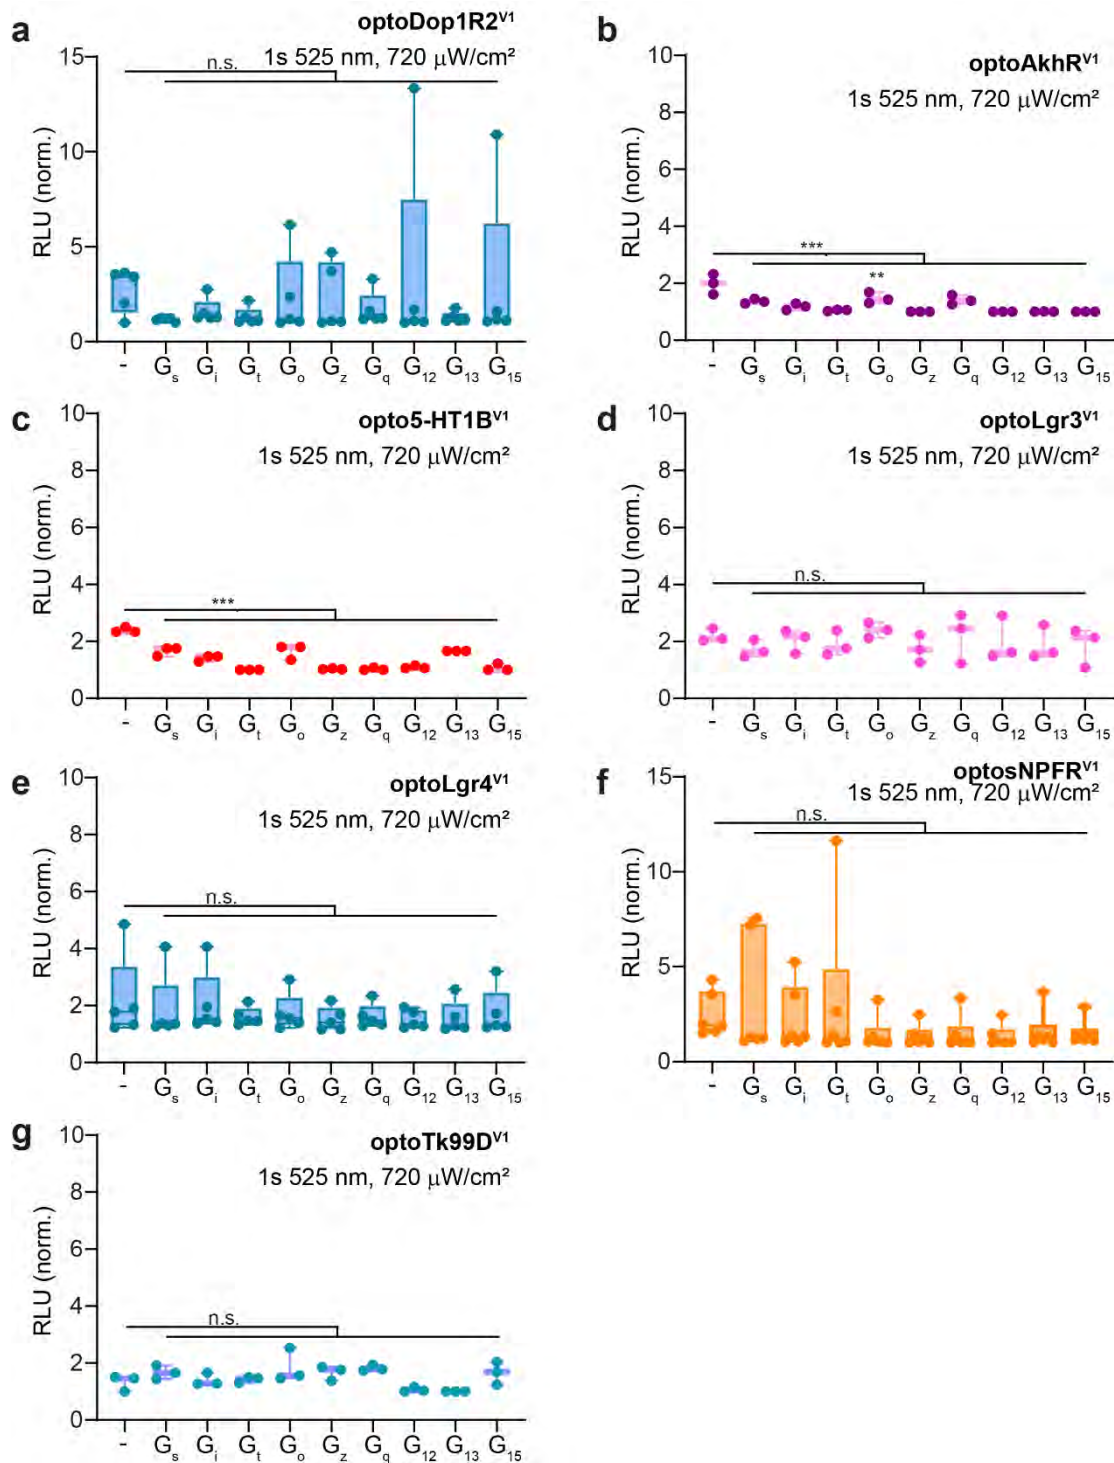 a
optoDop1R2V1
1s 525 nm, 720 μW/cm²
n.s.
15
10
5
0
RLU (norm.)
- Gs Gi Gt Go Gz Gq G12 G13 G15
b
optoAkhRV1
1s 525 nm, 720 μW/cm²
10
8
6
4
2
0
RLU (norm.)
***
**
- Gs Gi Gt Go Gz Gq G12 G13 G15
c
opto5-HT1BV1
1s 525 nm, 720 μW/cm²
10
8
6
4
2
0
RLU (norm.)
***
- Gs Gi Gt Go Gz Gq G12 G13 G15
d
optoLgr3V1
1s 525 nm, 720 μW/cm²
10
8
6
4
2
0
RLU (norm.)
n.s.
- Gs Gi Gt Go Gz Gq G12 G13 G15
e
optoLgr4V1
1s 525 nm, 720 μW/cm²
10
8
6
4
2
0
RLU (norm.)
n.s.
- Gs Gi Gt Go Gz Gq G12 G13 G15
f
optosNPFRV1
1s 525 nm, 720 μW/cm²
15
10
5
0
RLU (norm.)
n.s.
- Gs Gi Gt Go Gz Gq G12 G13 G15
g
optoTk99DV1
1s 525 nm, 720 μW/cm²
10
8
6
4
2
0
RLU (norm.)
n.s.
- Gs Gi Gt Go Gz Gq G12 G13 G15